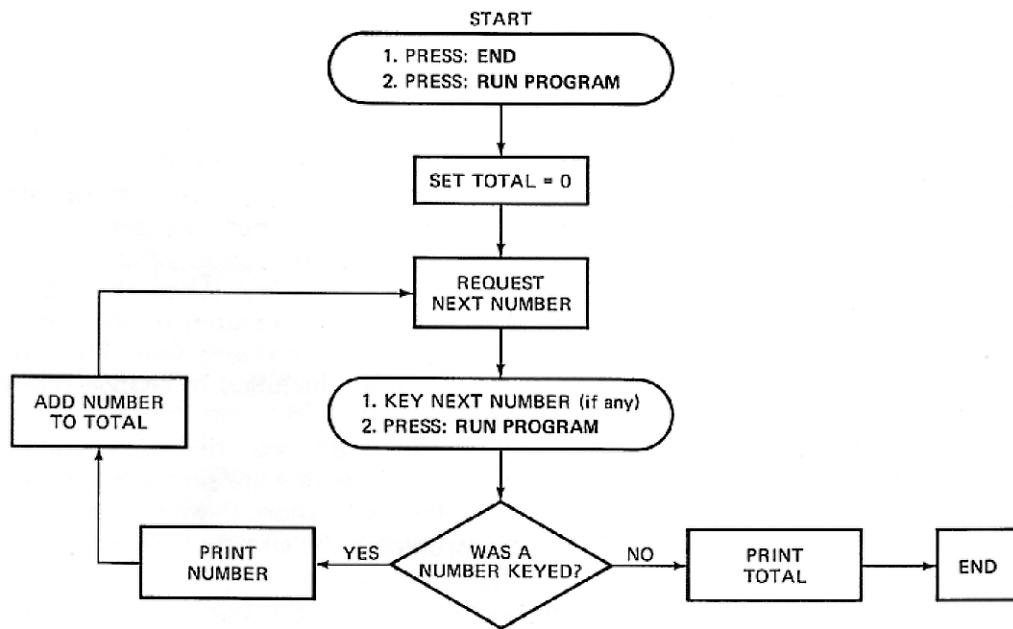 START
1. PRESS: END
2. PRESS: RUN PROGRAM
SET TOTAL = 0
REQUEST
NEXT NUMBER
1. KEY NEXT NUMBER (if any)
2. PRESS: RUN PROGRAM
ADD NUMBER
TO TOTAL
WAS A
NUMBER KEYED?
YES
PRINT
NUMBER
NO
PRINT
TOTAL
END